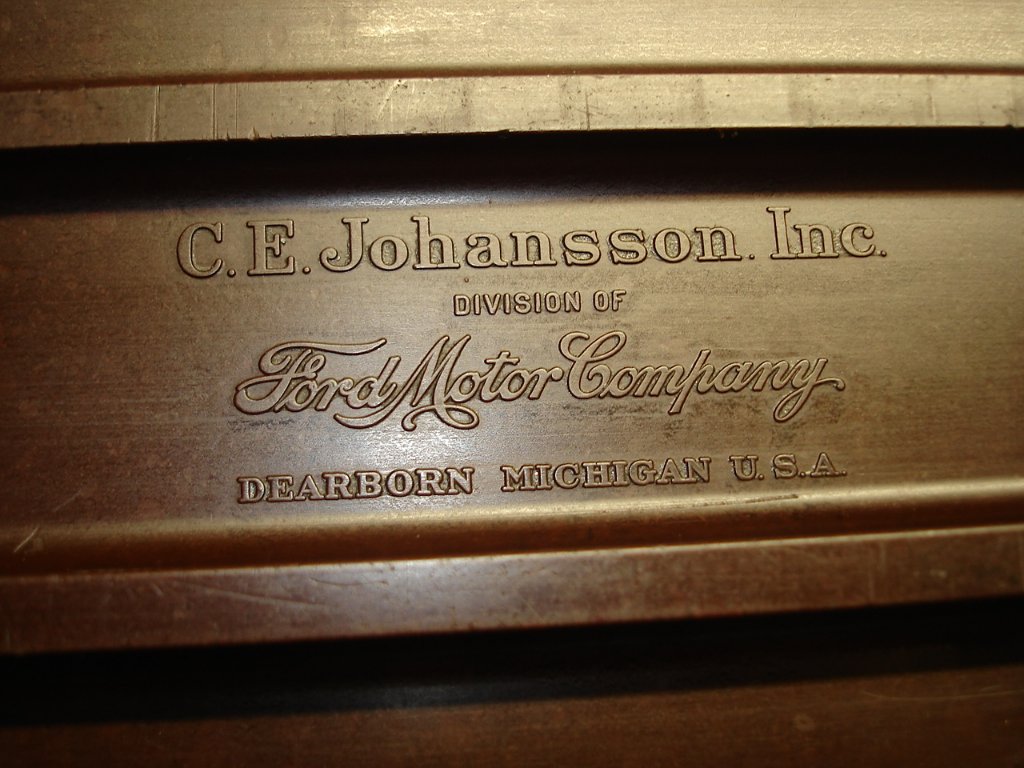 C.E. Johansson. Inc.
DIVISION OF
Ford Motor Company
DEARBORN MICHIGAN U.S.A.